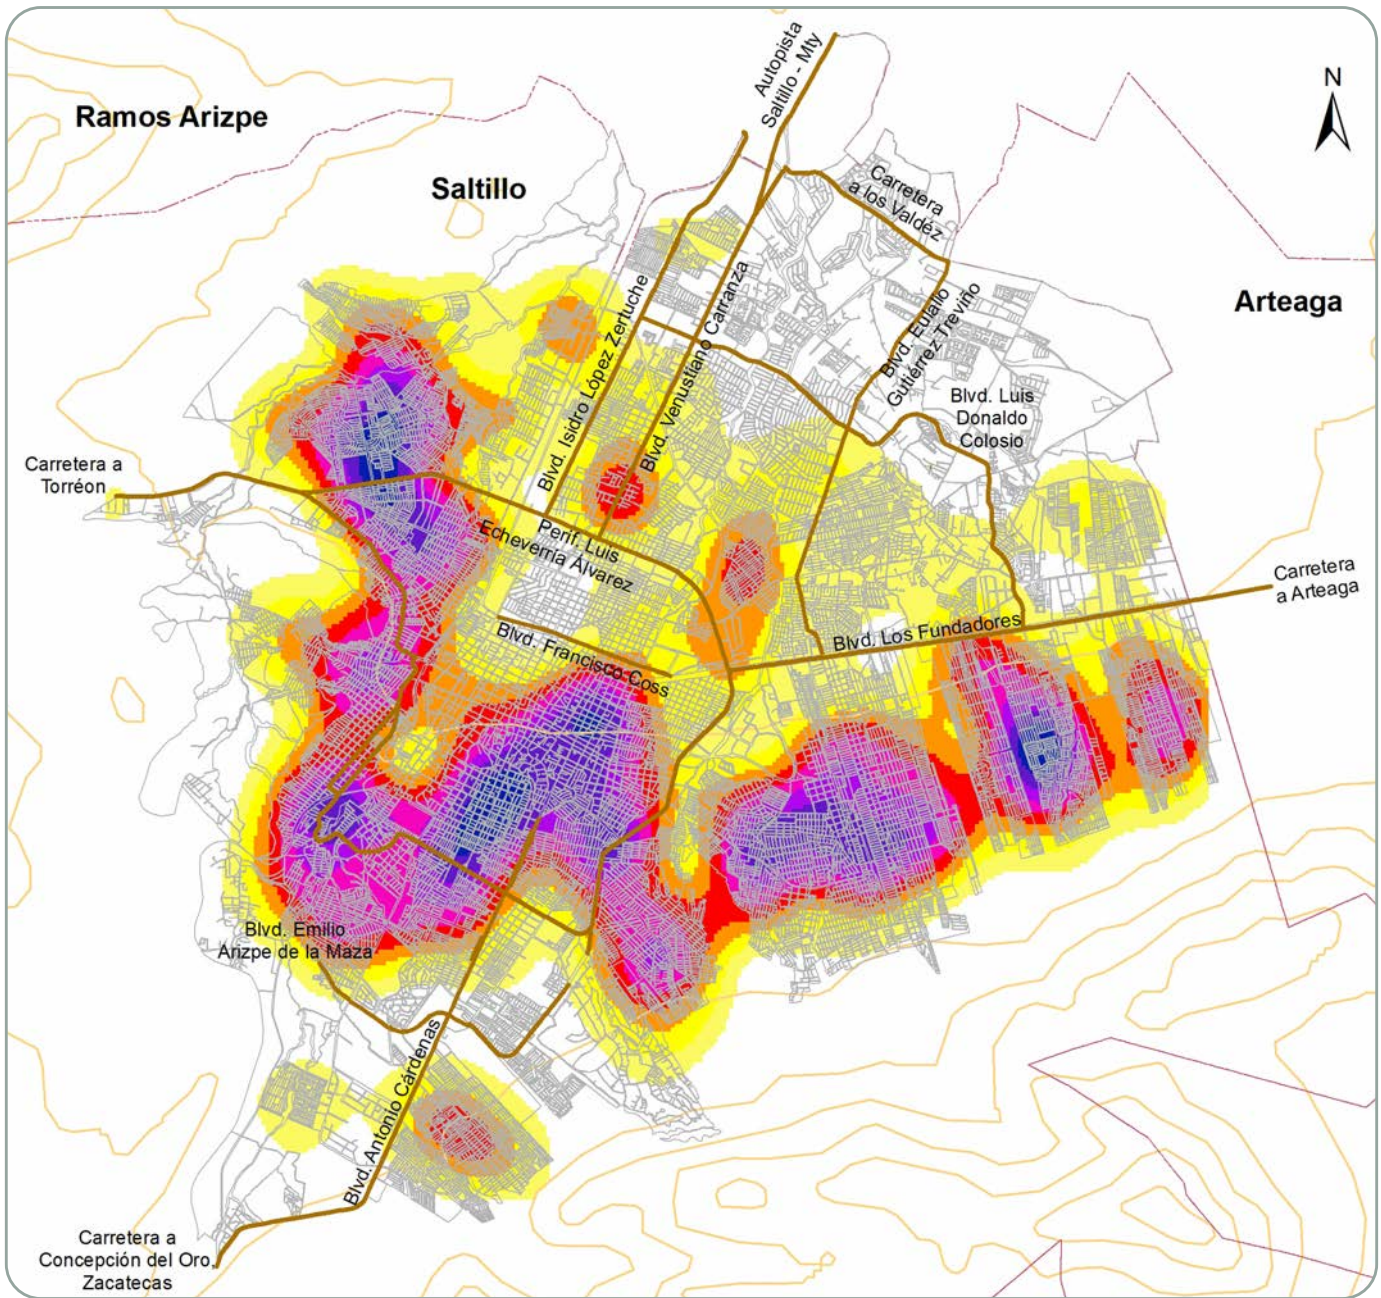 Autopista
Saltillo - Mty
N
Ramos Arizpe
Saltillo
Carretera
a los Valdéz
Arteaga
Blvd. Isidro López Zertuche
Blvd. Venustiano Carranza
Blvd. Eulalio
Gutiérrez Treviño
Blvd. Luis
Donaldo
Colosio
Carretera a
Torréon
Perif. Luis
Echeverría Álvarez
Carretera
a Arteaga
Blvd. Los Fundadores
Blvd. Francisco Coss
Blvd. Emilio
Arizpe de la Maza
Blvd. Antonio Cárdenas
Carretera a
Concepción del Oro,
Zacatecas